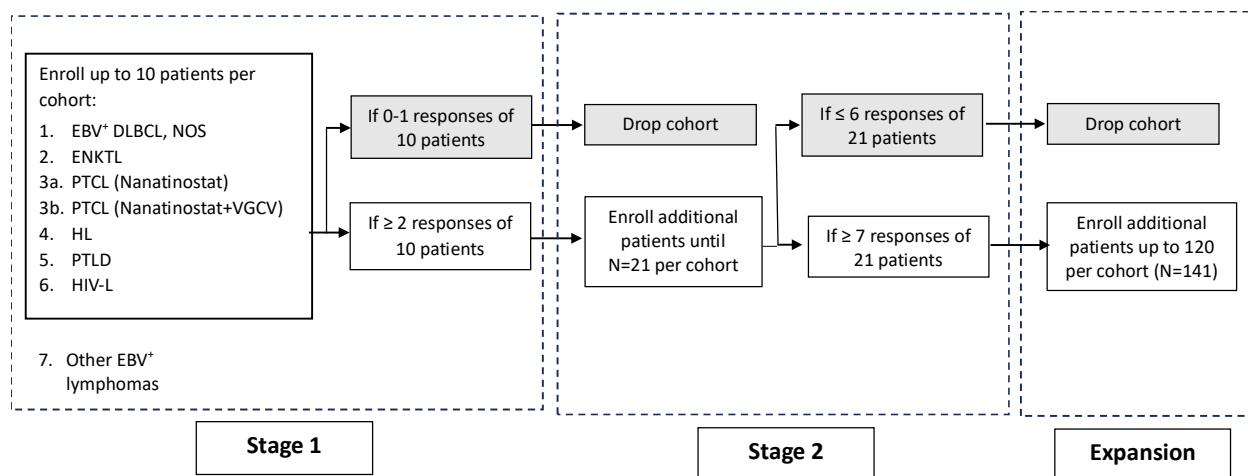 Enroll up to 10 patients per
cohort:
1. EBV⁺ DLBCL, NOS
2. ENKTL
3a. PTCL (Nanatinostat)
3b. PTCL (Nanatinostat+VGCV)
4. HL
5. PTLD
6. HIV-L
7. Other EBV⁺
lymphomas
If 0-1 responses of
10 patients
If ≥ 2 responses of
10 patients
Stage 1
Drop cohort
Enroll additional
patients until
N=21 per cohort
If ≤ 6 responses of
21 patients
If ≥ 7 responses of
21 patients
Stage 2
Drop cohort
Enroll additional
patients up to 120
per cohort (N=141)
Expansion